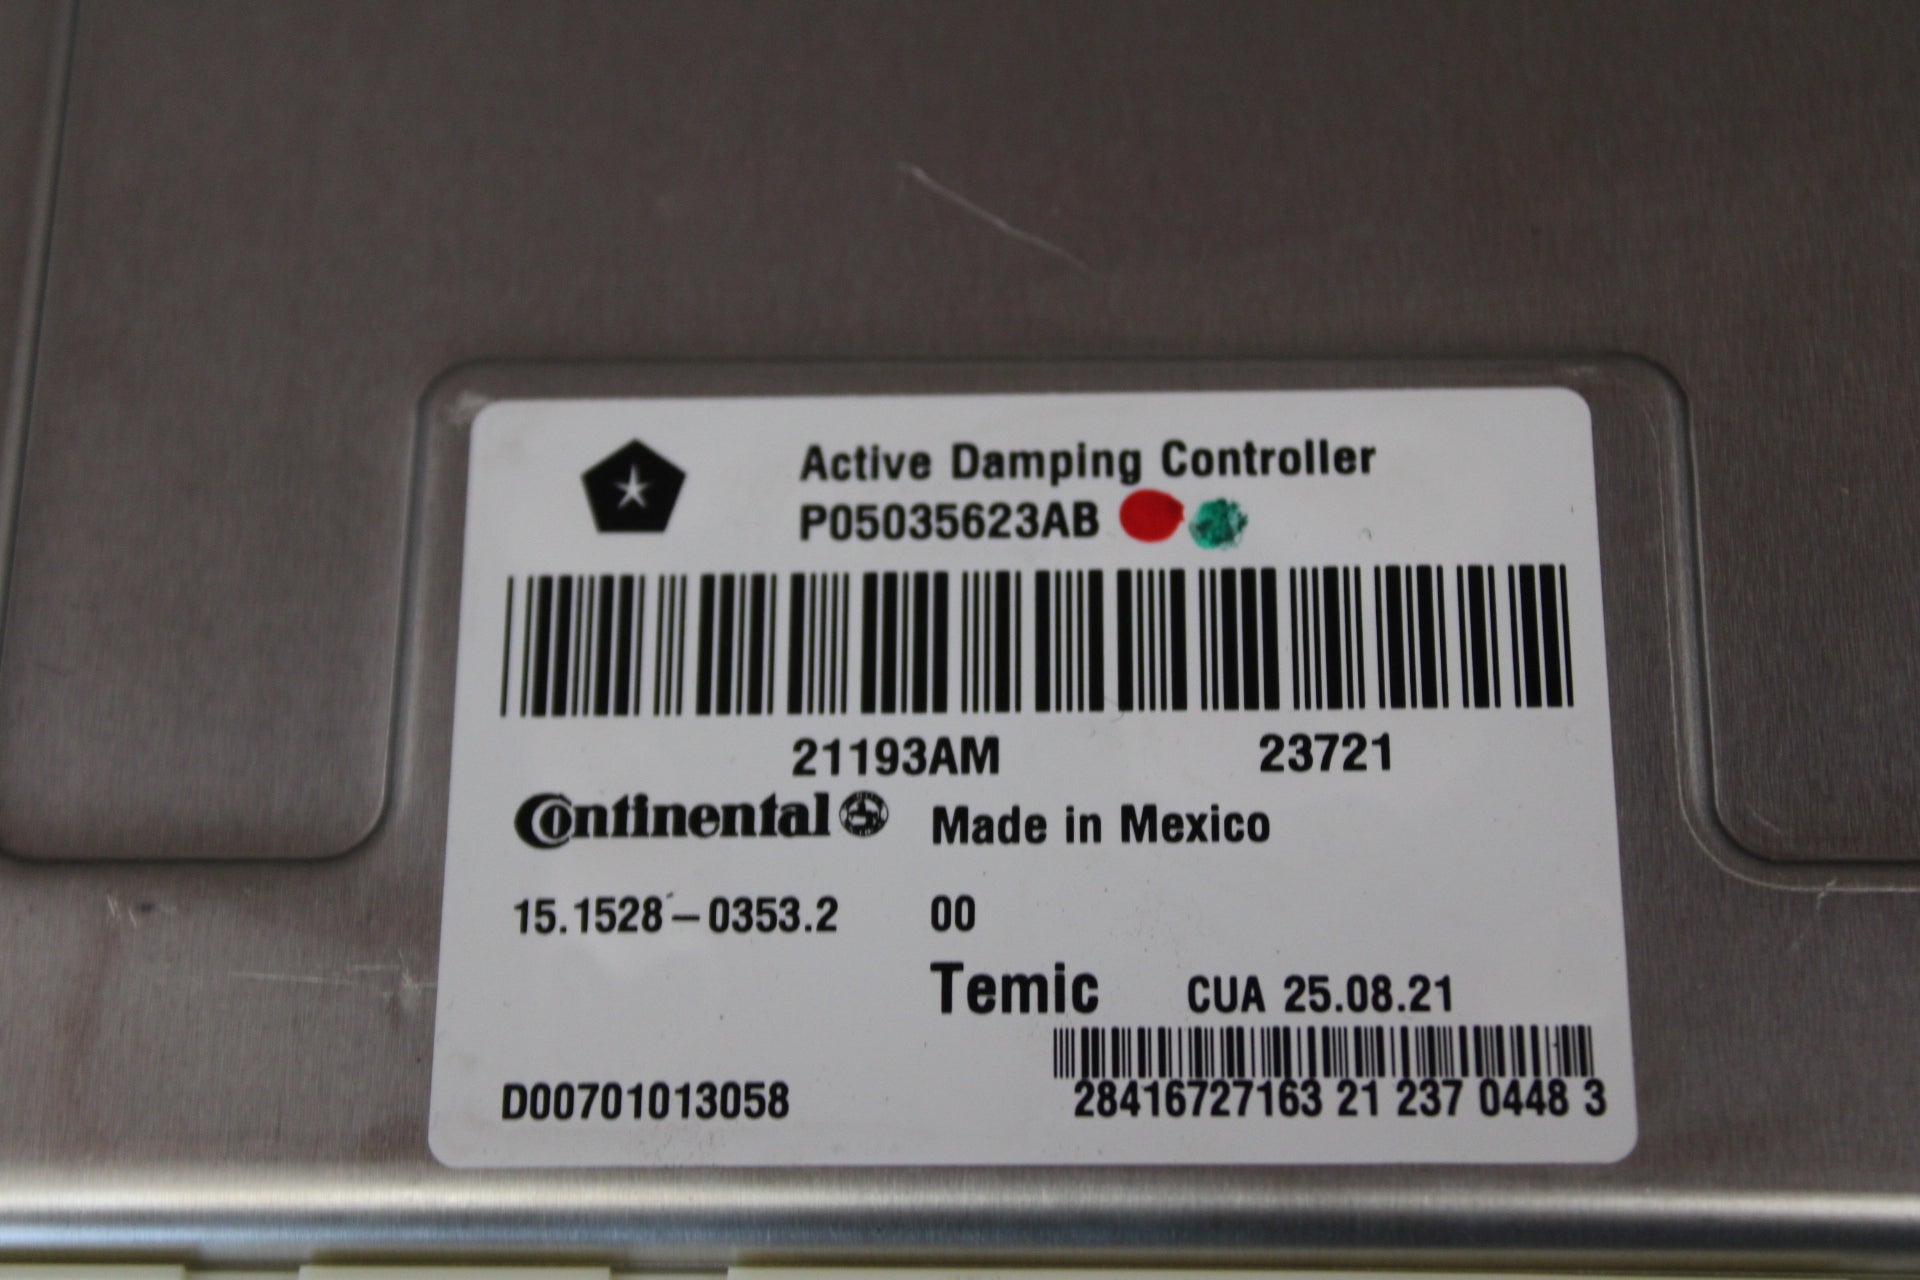 Active Damping Controller
P05035623AB
21193AM 23721
Continental Made in Mexico
15.1528-0353.2 00
Temic CUA 25.08.21
D00701013058 28416727163 21 237 0448 3